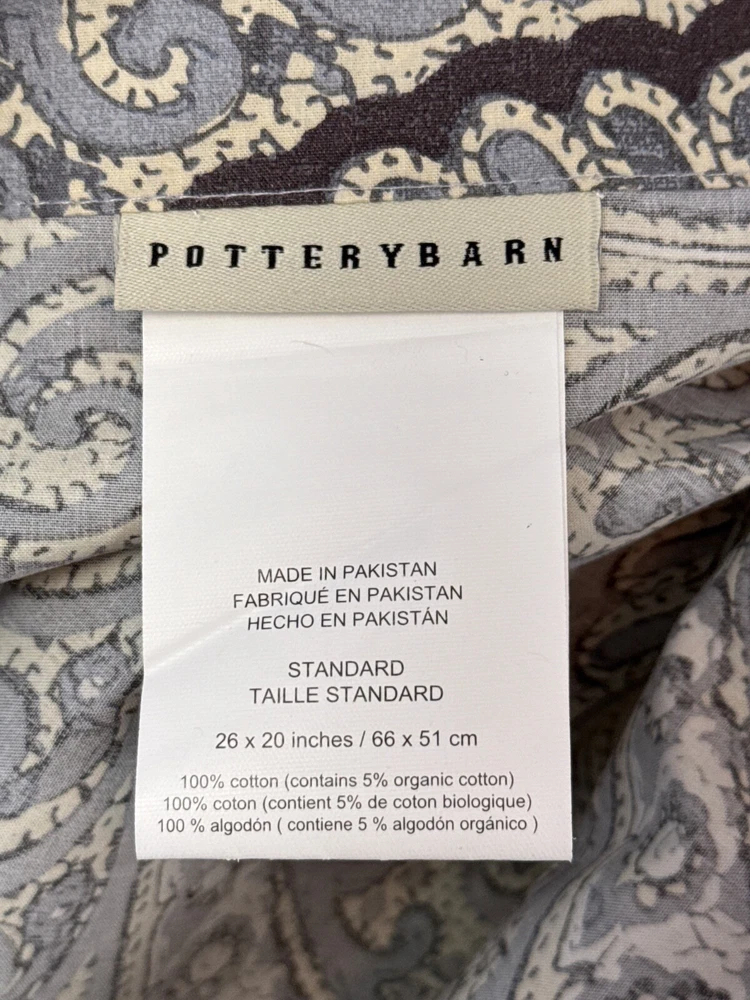 POTTERYBARN
MADE IN PAKISTAN
FABRIQUÉ EN PAKISTAN
HECHO EN PAKISTÁN
STANDARD
TAILLE STANDARD
26 x 20 inches / 66 x 51 cm
100% cotton (contains 5% organic cotton)
100% coton (contient 5% de coton biologique)
100 % algodón ( contiene 5 % algodón orgánico )